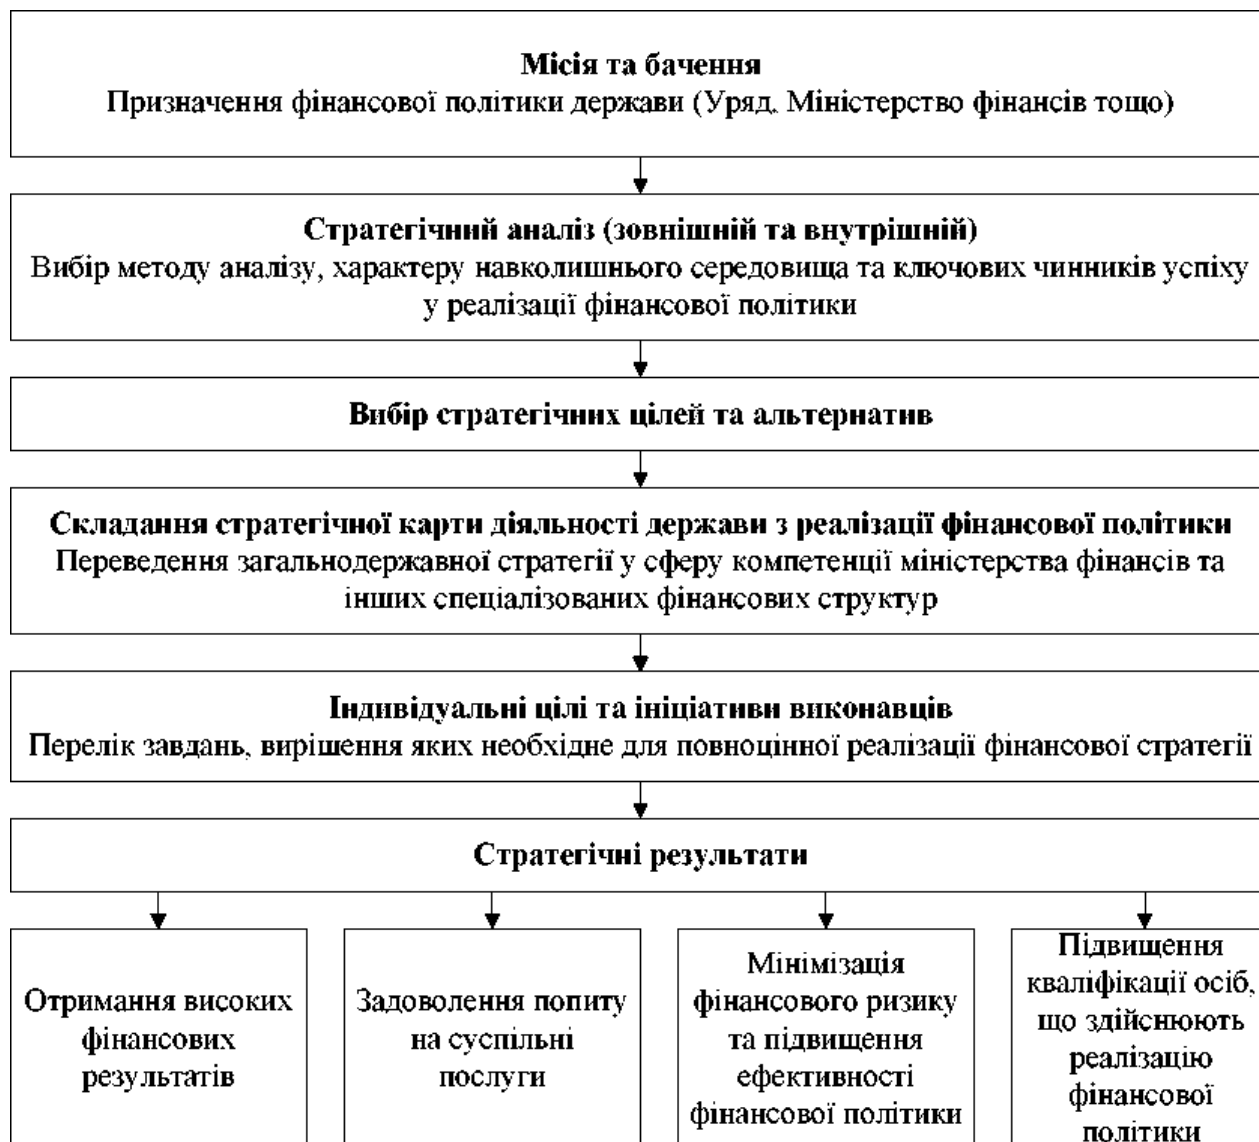 Місія та бачення
Призначення фінансової політики держави (Уряд. Міністерство фінансів тощо)
Стратегічний аналіз (зовнішній та внутрішній)
Вибір методу аналізу, характеру навколишнього середовища та ключових чинників успіху
у реалізації фінансової політики
Вибір стратегічних цілей та альтернатив
Складання стратегічної карти діяльності держави з реалізації фінансової політики
Переведення загальнодержавної стратегії у сферу компетенції міністерства фінансів та
інших спеціалізованих фінансових структур
Індивідуальні цілі та ініціативи виконавців
Перелік завдань, вирішення яких необхідне для повноцінної реалізації фінансової стратегії
Стратегічні результати
Отримання високих
фінансових
результатів
Задоволення попиту
на суспільні
послуги
Мінімізація
фінансового ризику
та підвищення
ефективності
фінансової політики
Підвищення
кваліфікації осіб,
що здійснюють
реалізацію
фінансової
політики